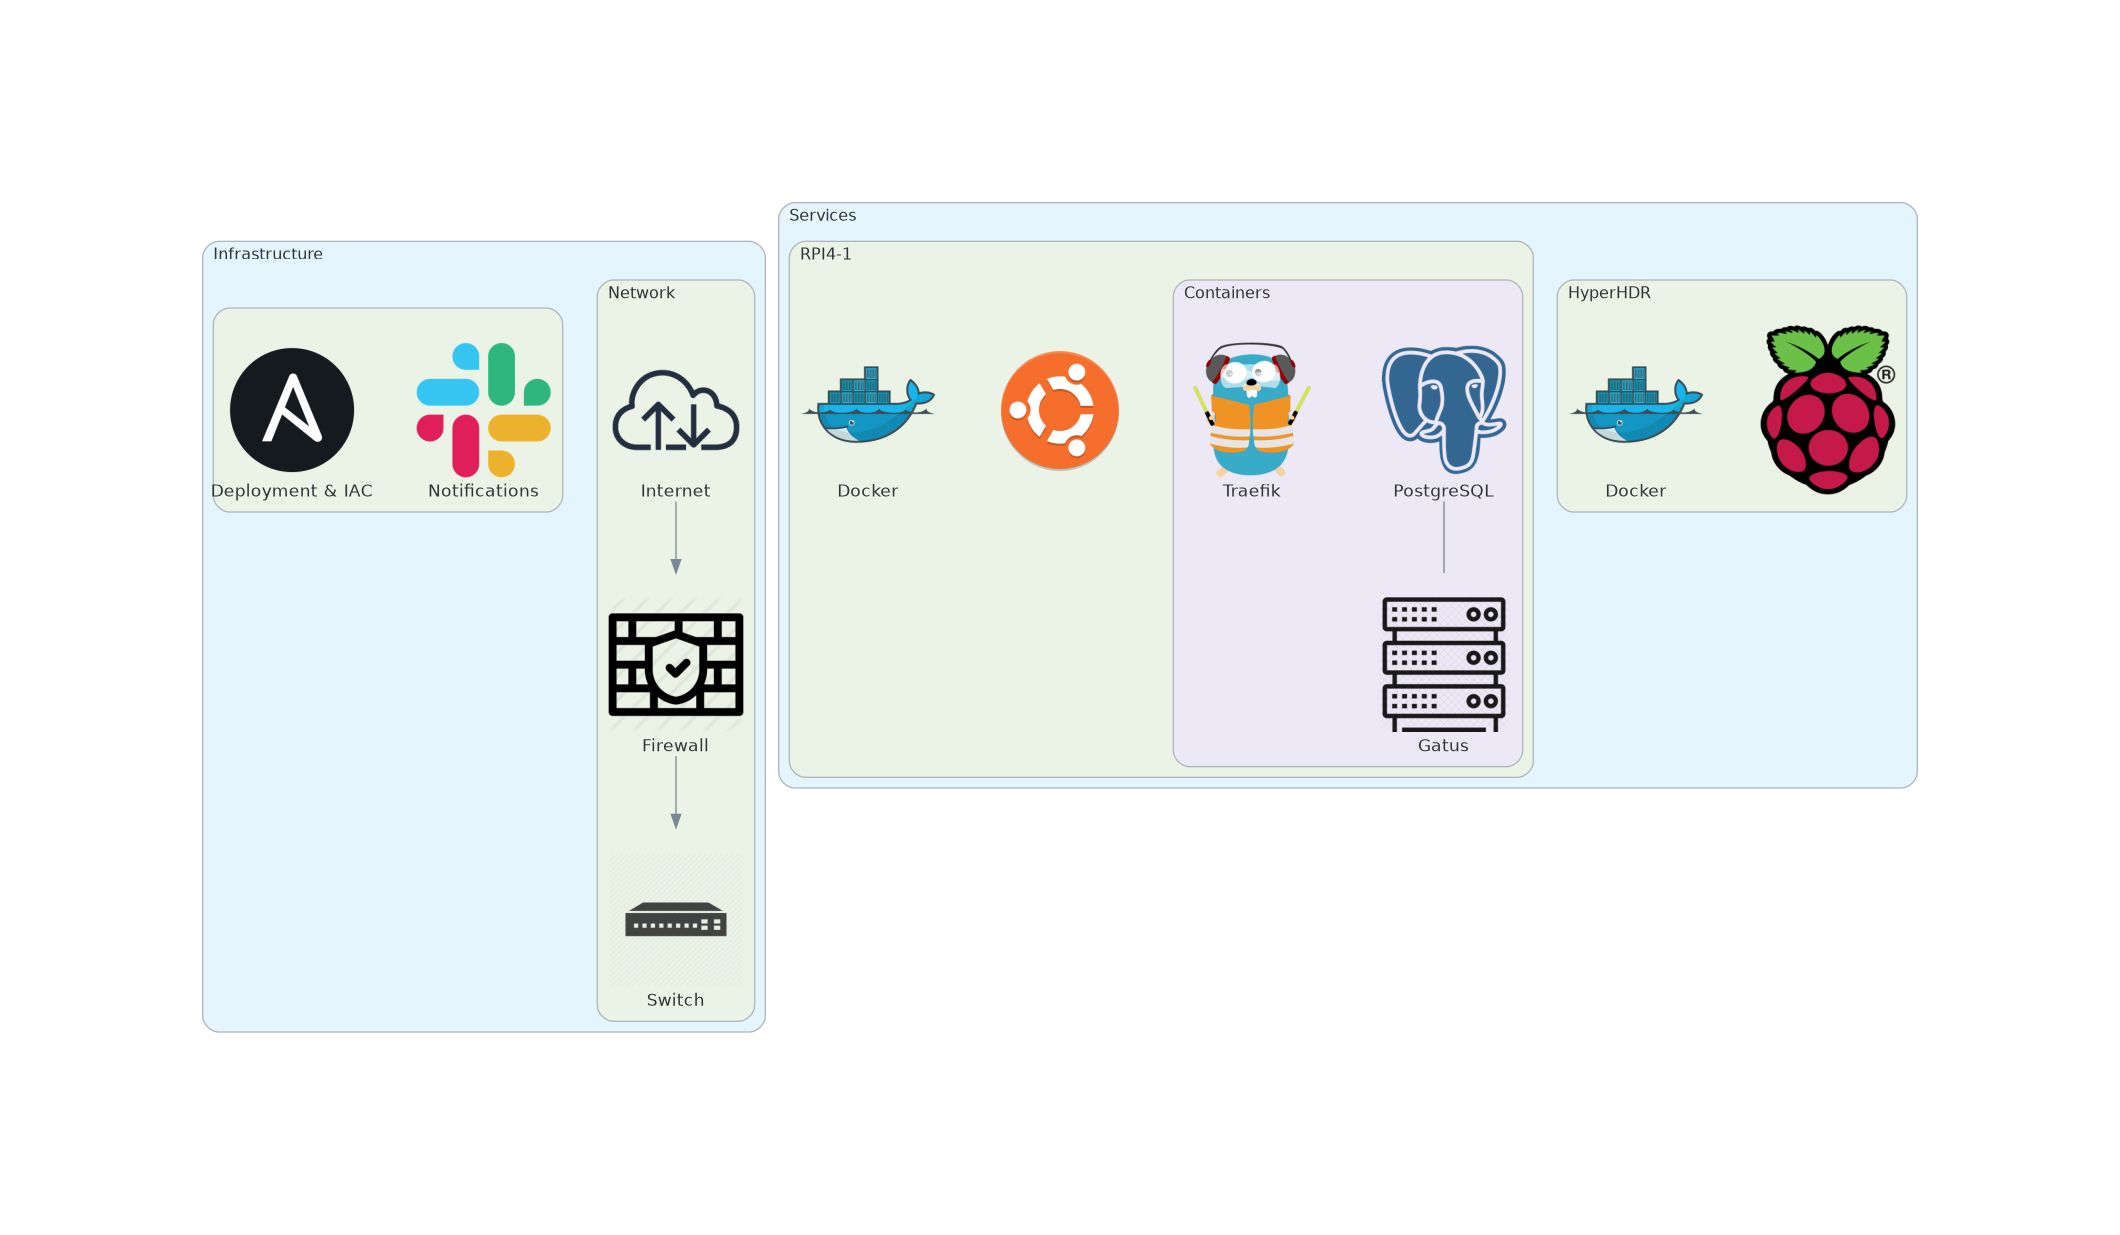 Infrastructure
Deployment & IAC
Notifications
Network
Internet
Firewall
Switch
Services
RPI4-1
Docker
Containers
Traefik
PostgreSQL
Gatus
HyperHDR
Docker
®